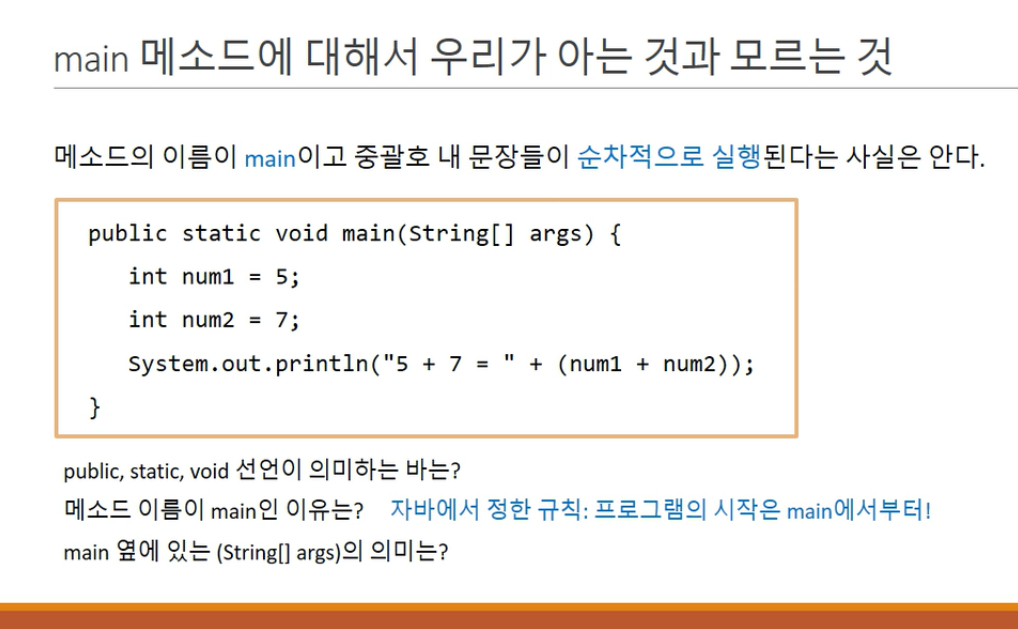 main 메소드에 대해서 우리가 아는 것과 모르는 것
메소드의 이름이 main이고 중괄호 내 문장들이 순차적으로 실행된다는 사실은 안다.
public static void main(String[] args) {
int num1 = 5;
int num2 = 7;
System.out.println("5 + 7 = " + (num1 + num2));
}
public, static, void 선언이 의미하는 바는?
메소드 이름이 main인 이유는? 자바에서 정한 규칙: 프로그램의 시작은 main에서부터!
main 옆에 있는 (String[] args)의 의미는?